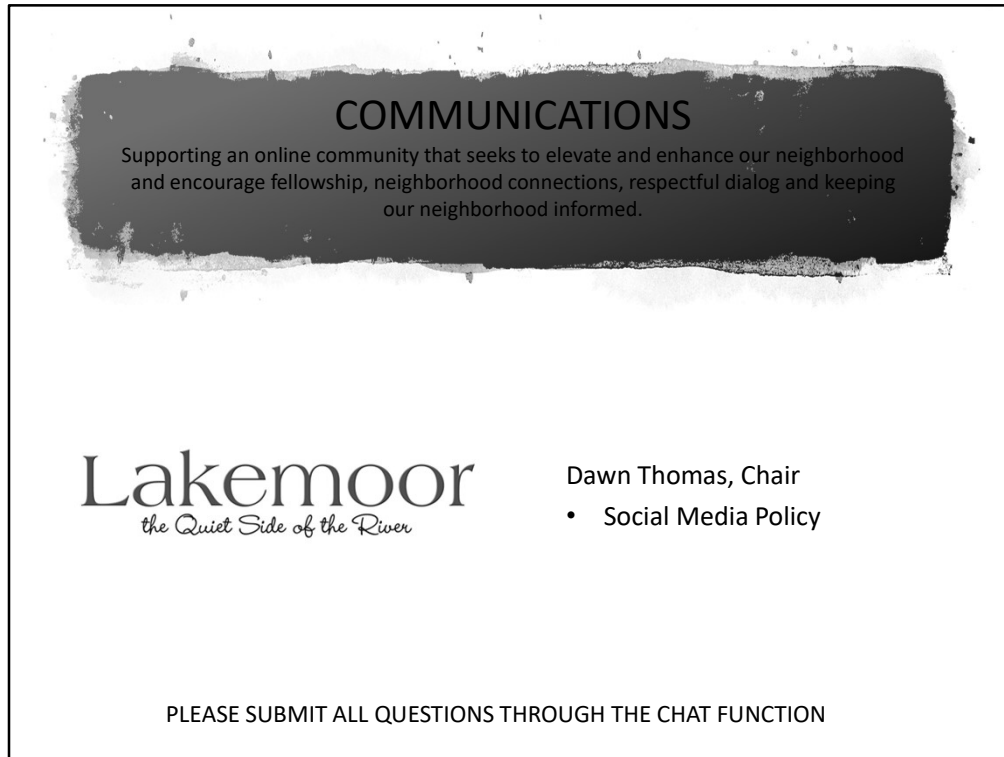 COMMUNICATIONS
Supporting an online community that seeks to elevate and enhance our neighborhood
and encourage fellowship, neighborhood connections, respectful dialog and keeping
our neighborhood informed.
Lakemoor
the Quiet Side of the River
Dawn Thomas, Chair
• Social Media Policy
PLEASE SUBMIT ALL QUESTIONS THROUGH THE CHAT FUNCTION